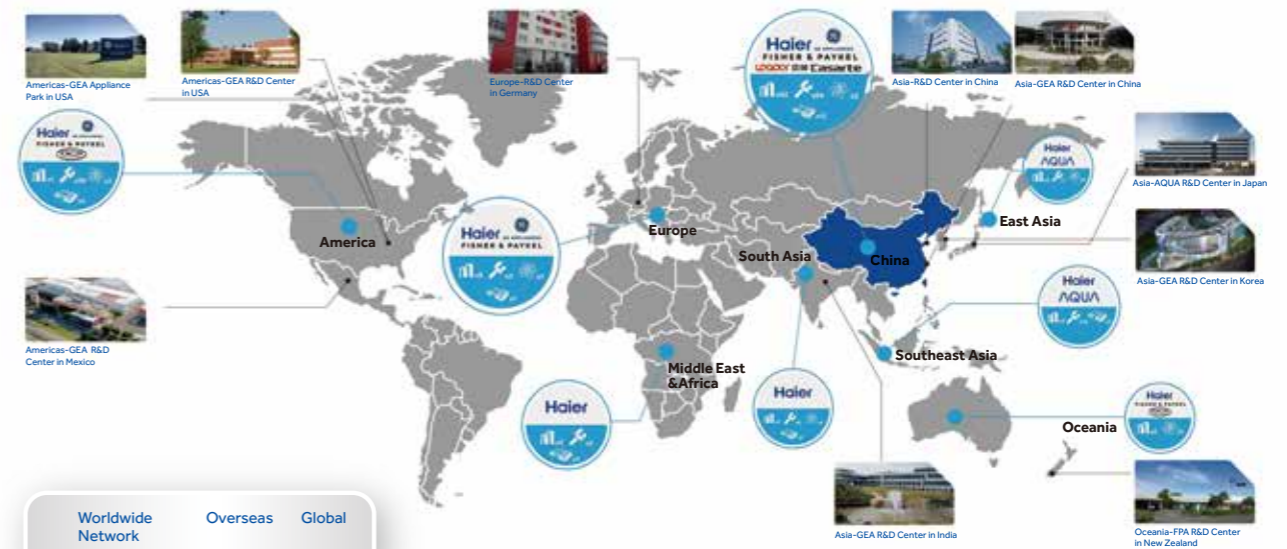 Americas-GEA Appliance
Park in USA
Americas-GEA R&D Center
in USA
Europe-R&D Center
in Germany
Haier
GE APPLIANCES
FISHER & PAYKEL
Casarte
Asia-R&D Center in China
Asia-GEA R&D Center in China
Haier
FISHER & PAYKEL
Haier
AQUA
Asia-AQUA R&D Center in Japan
Haier
GE APPLIANCES
FISHER & PAYKEL
America
Europe
East Asia
South Asia
China
Asia-GEA R&D Center in Korea
Haier
AQUA
Americas-GEA R&D
Center in Mexico
Southeast Asia
Middle East
&Africa
Haier
Haier
Haier
FISHER & PAYKEL
Oceania
Asia-GEA R&D Center in India
Oceania-FPA R&D Center
in New Zealand
Worldwide
Network
Overseas
Global